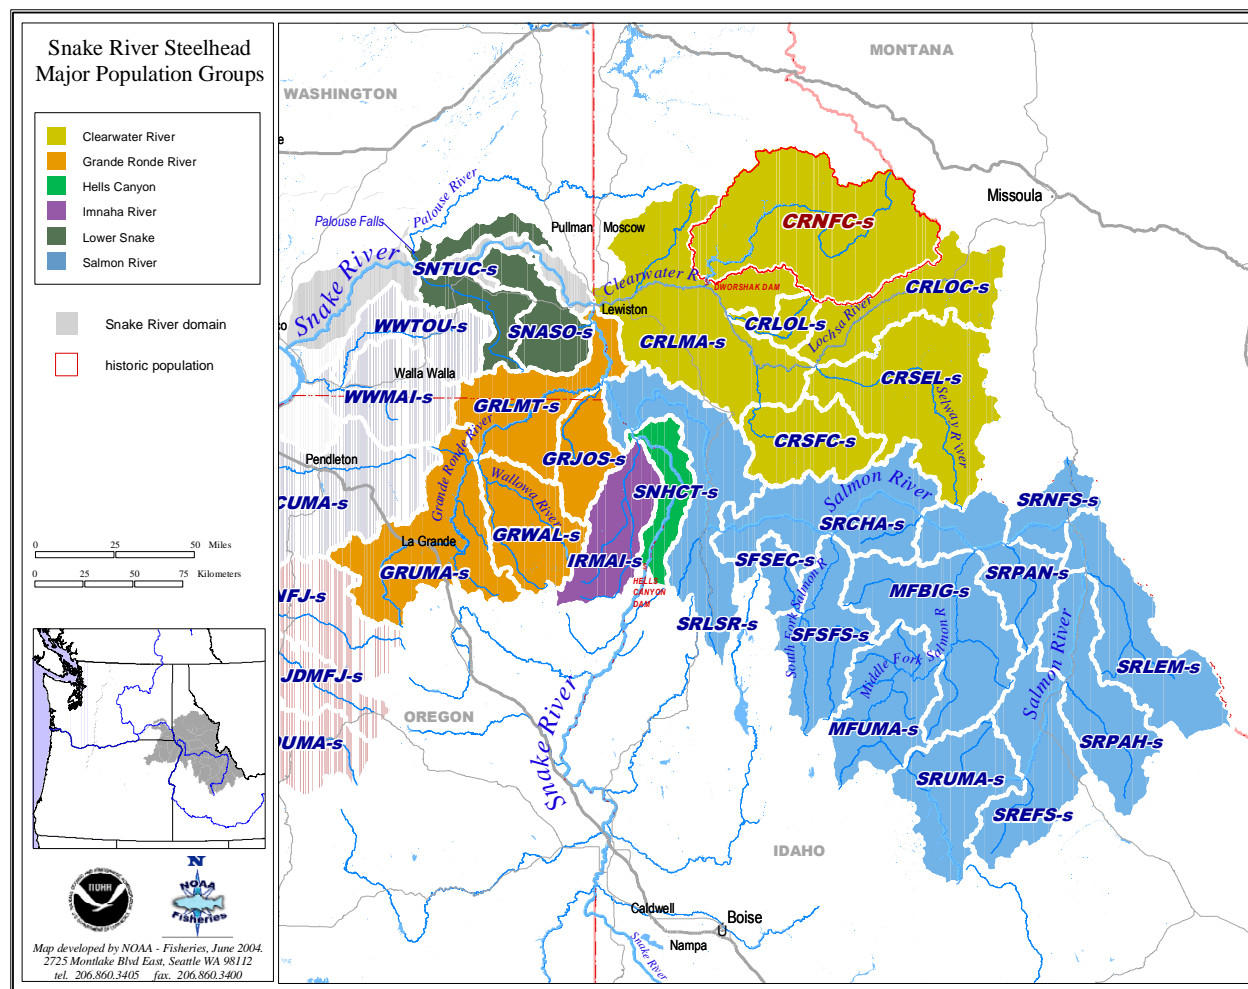 Snake River Steelhead
Major Population Groups
Clearwater River
Grande Ronde River
Hells Canyon
Imnaha River
Lower Snake
Salmon River
Snake River domain
historic population
0 25 50 Miles
0 25 50 75 Kilometers
NOAA
N
NOAA
Fisheries
Map developed by NOAA - Fisheries, June 2004.
2725 Montlake Blvd East, Seattle WA 98112
tel. 206.860.3405 fax. 206.860.3400
MONTANA
WASHINGTON
e
Missoula
Palouse River
Palouse Falls
Pullman
Moscow
CRNFC-s
Snake River
SNTUC-s
Clearwater R
DWORSHAK DAM
CRLOC-s
Lewiston
co
WWTOU-s
SNASO-s
CRLMA-s
CRLOL-s
Lochsa River
Walla Walla
WWMAI-s
GRLMT-s
CRSEL-s
Selway River
CRSFC-s
Pendleton
Grande Ronde River
GRJOS-s
Wallowa River
SNHCT-s
Salmon River
SRNFS-s
CUMA-s
SRCHA-s
La Grande
GRWAL-s
IRMAI-s
SFSEC-s
GRUMA-s
HELLS
CANYON
DAM
SRPAN-s
MFBIG-s
NFJ-s
SRLSR-s
South Fork Salmon R
SFSFS-s
Middle Fork Salmon R
Salmon River
SRLEM-s
JDMFJ-s
OREGON
Snake River
MFUMA-s
SRPAH-s
OUMA-s
SRUMA-s
SREFS-s
IDAHO
Caldwell
Boise
Nampa
Snake River